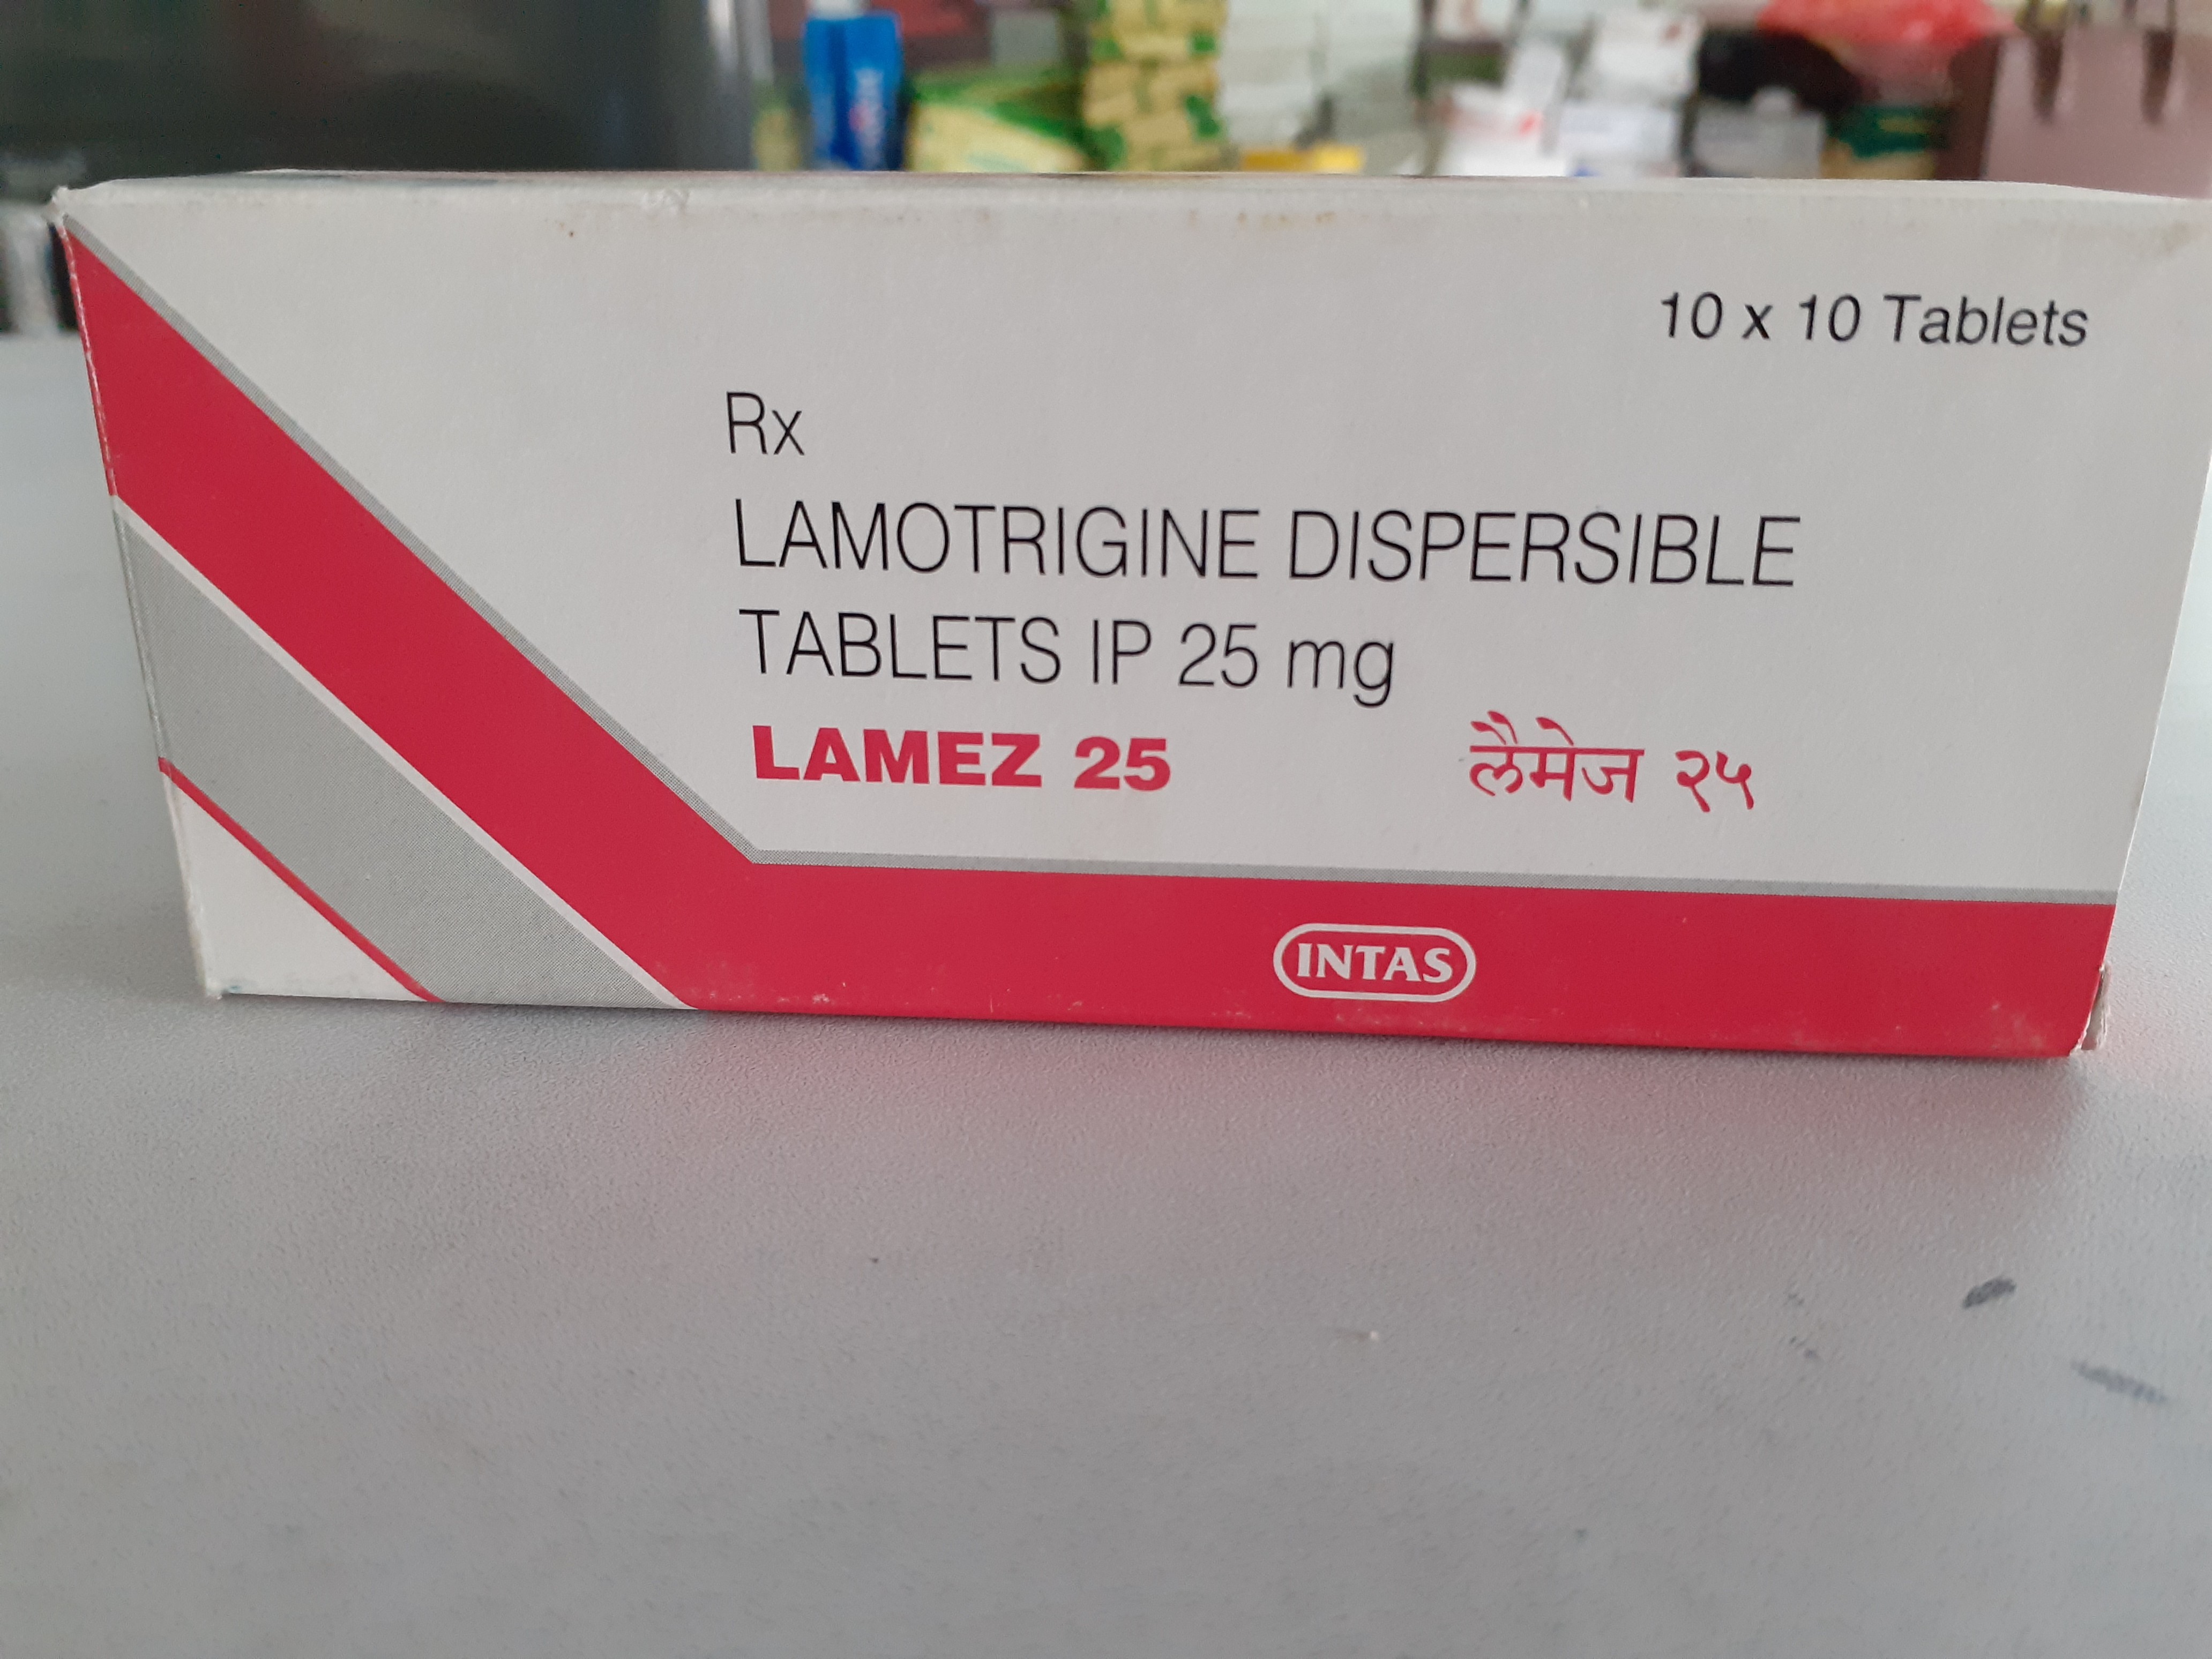 10 x 10 Tablets
Rx
LAMOTRIGINE DISPERSIBLE
TABLETS IP 25 mg
LAMEZ 25 लैमेज २५
INTAS